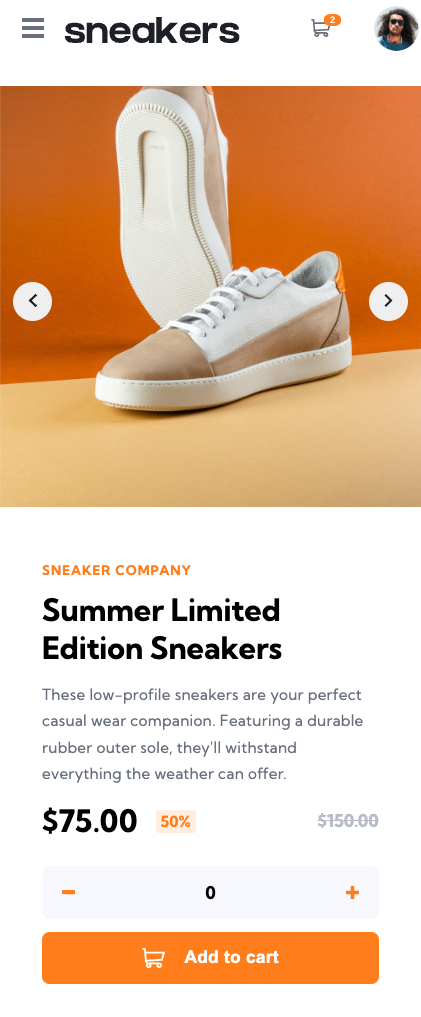 sneakers
2
SNEAKER COMPANY
Summer Limited
Edition Sneakers
These low-profile sneakers are your perfect
casual wear companion. Featuring a durable
rubber outer sole, they'll withstand
everything the weather can offer.
$75.00 50% $150.00
0
Add to cart